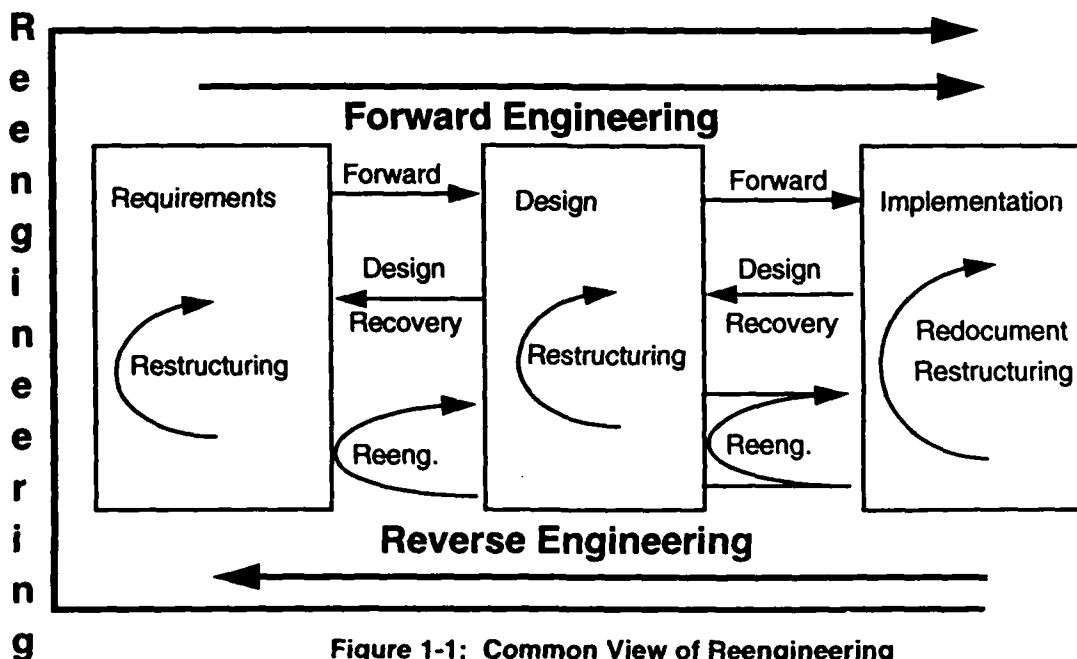 Reengineering
Forward Engineering
Requirements
Forward
Design
Forward
Implementation
Design
Recovery
Design
Recovery
Restructuring
Restructuring
Redocument
Restructuring
Reeng.
Reeng.
Reverse Engineering
Figure 1-1: Common View of Reengineering